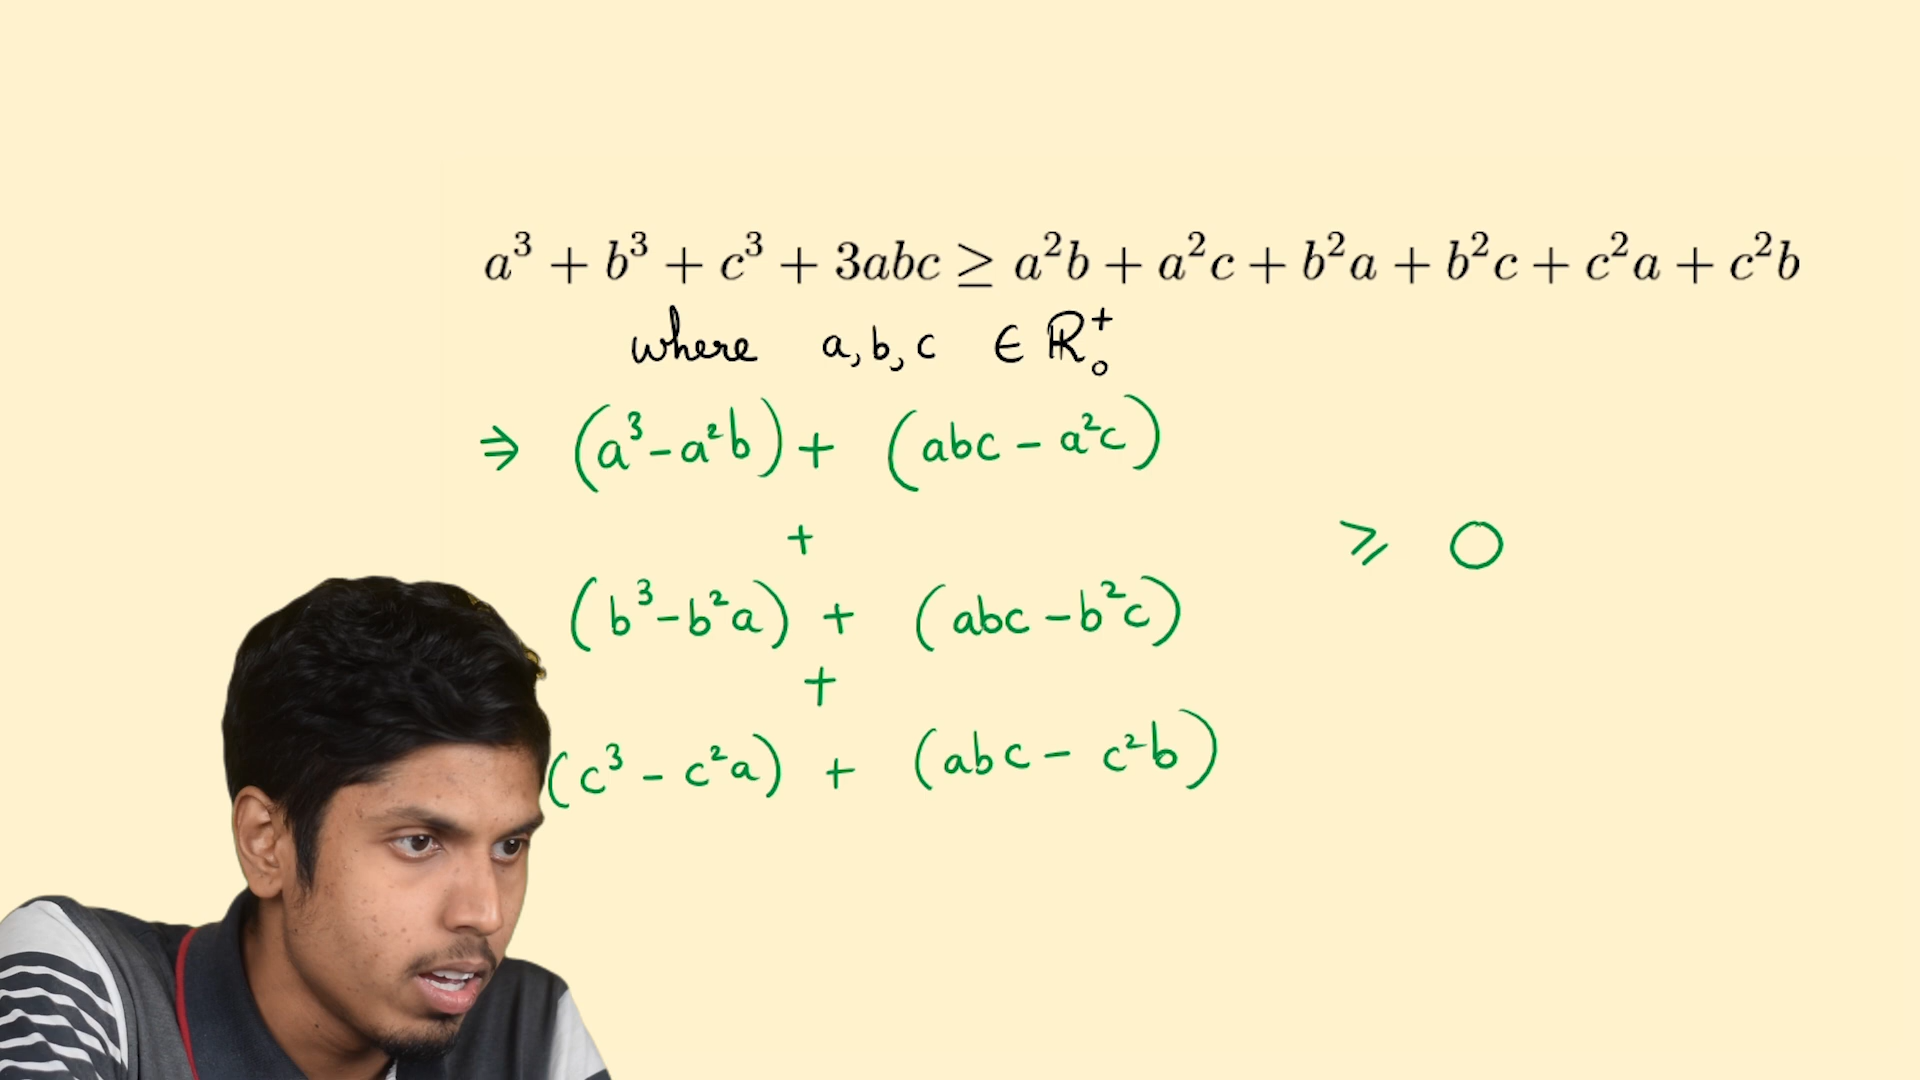 a³ + b³ + c³ + 3abc ≥ a²b + a²c + b²a + b²c + c²a + c²b
where a, b, c ∈ ℝ₀⁺
⇒ (a³ - a²b) + (abc - a²c)
+
≥ 0
(b³ - b²a) + (abc - b²c)
+
(c³ - c²a) + (abc - c²b)